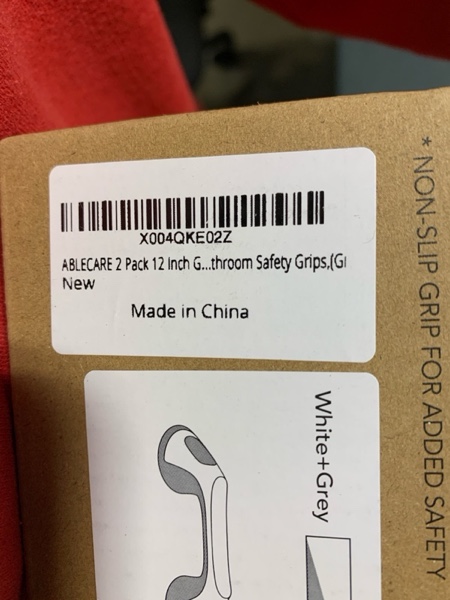 X004QKE02Z
ABLECARE 2 Pack 12 Inch G...throom Safety Grips,(Gr
New
Made in China
White+Grey
* NON-SLIP GRIP FOR ADDED SAFETY